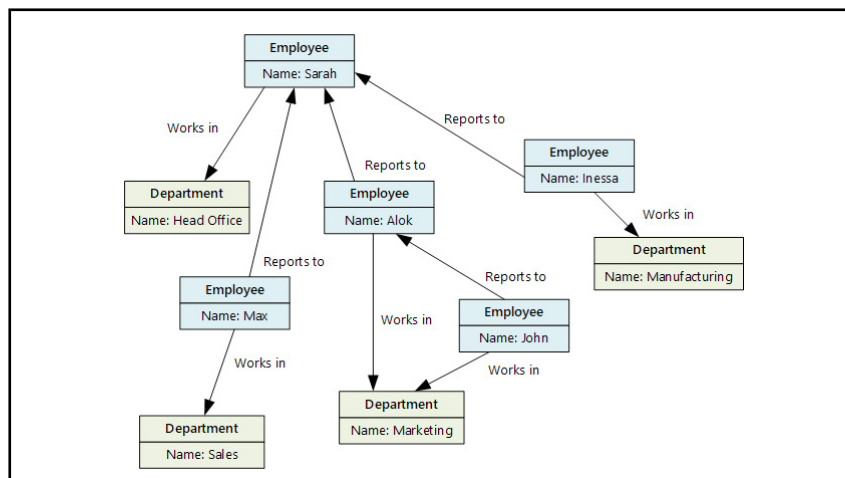 Employee
Name: Sarah
Works in
Reports to
Reports to
Employee
Name: Inessa
Department
Name: Head Office
Employee
Name: Alok
Works in
Department
Name: Manufacturing
Reports to
Reports to
Employee
Name: Max
Employee
Name: John
Works in
Works in
Works in
Department
Name: Marketing
Department
Name: Sales